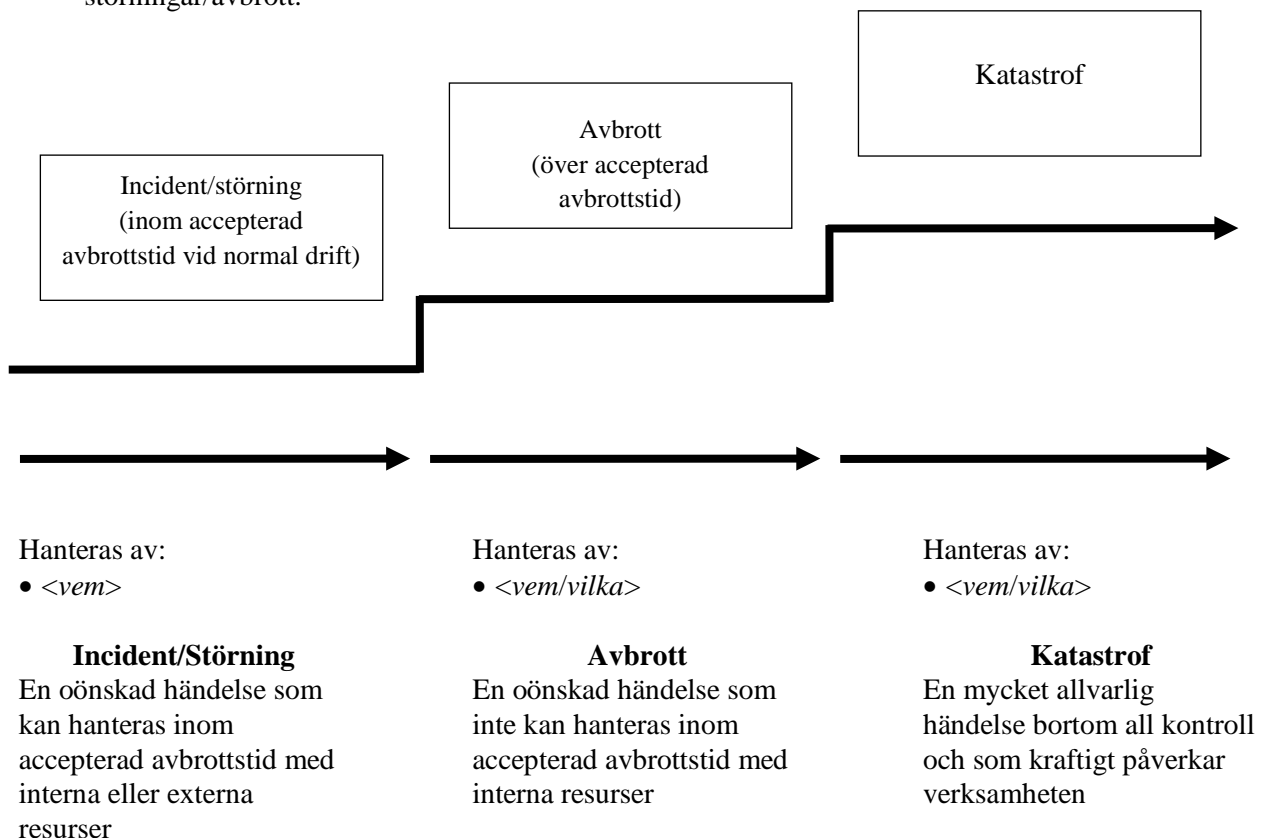 störningar/avbrott.
Katastrof
Avbrott
(över accepterad
avbrottstid)
Incident/störning
(inom accepterad
avbrottstid vid normal drift)
Hanteras av:
• <vem>
Hanteras av:
• <vem/vilka>
Hanteras av:
• <vem/vilka>
Incident/Störning
En oönskad händelse som
kan hanteras inom
accepterad avbrottstid med
interna eller externa
resurser
Avbrott
En oönskad händelse som
inte kan hanteras inom
accepterad avbrottstid med
interna resurser
Katastrof
En mycket allvarlig
händelse bortom all kontroll
och som kraftigt påverkar
verksamheten